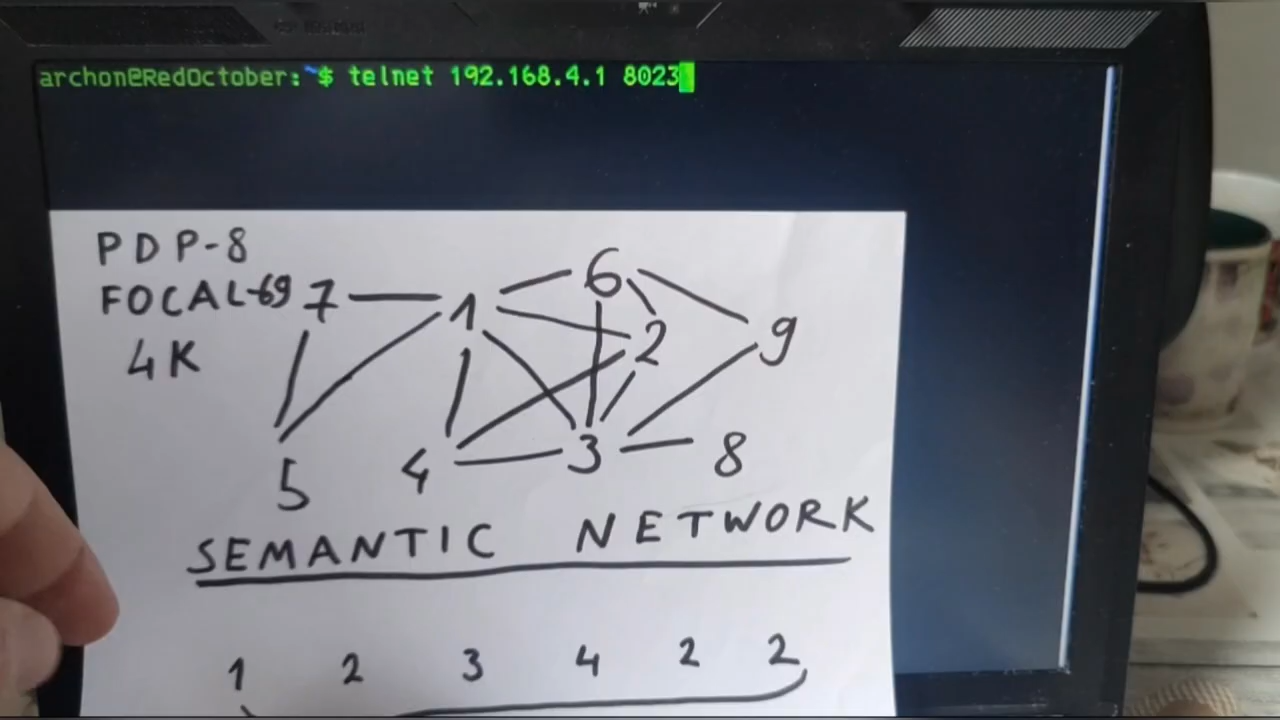 archon@RedOctober:~$ telnet 192.168.4.1 8023
PDP-8
FOCAL-69
4K
7 1 6 2 9
5 4 3 8
SEMANTIC NETWORK
1 2 3 4 2 2